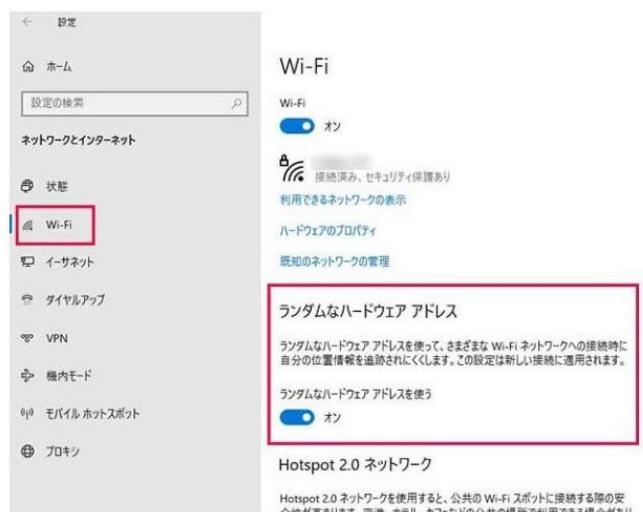 設定
ホーム
設定の検索
ネットワークとインターネット
状態
Wi-Fi
イーサネット
ダイヤルアップ
VPN
機内モード
モバイル ホットスポット
プロキシ
Wi-Fi
Wi-Fi
オン
接続済み、セキュリティ保護あり
利用できるネットワークの表示
ハードウェアのプロパティ
既知のネットワークの管理
ランダムなハードウェア アドレス
ランダムなハードウェア アドレスを使って、さまざまな Wi-Fi ネットワークへの接続時に
自分の位置情報を追跡されにくくします。この設定は新しい接続に適用されます。
ランダムなハードウェア アドレスを使う
オン
Hotspot 2.0 ネットワーク
Hotspot 2.0 ネットワークを使用すると、公共の Wi-Fi スポットに接続する際の安